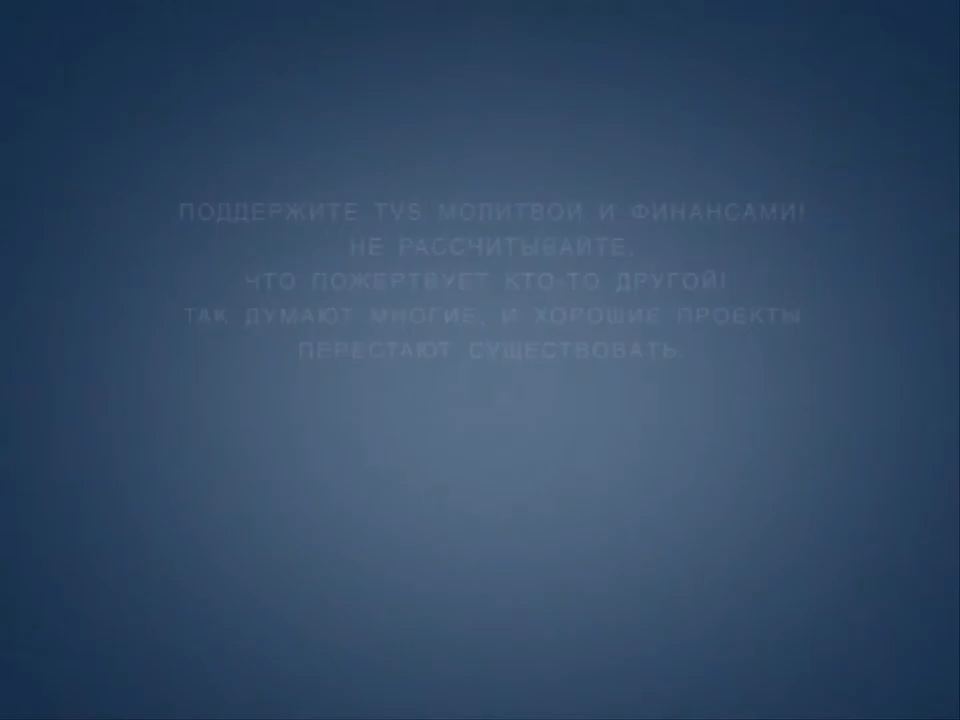 ПОДДЕРЖИТЕ TVS МОЛИТВОЙ И ФИНАНСАМИ!
НЕ РАССЧИТЫВАЙТЕ,
ЧТО ПОЖЕРТВУЕТ КТО-ТО ДРУГОЙ!
ТАК ДУМАЮТ МНОГИЕ, И ХОРОШИЕ ПРОЕКТЫ
ПЕРЕСТАЮТ СУЩЕСТВОВАТЬ.